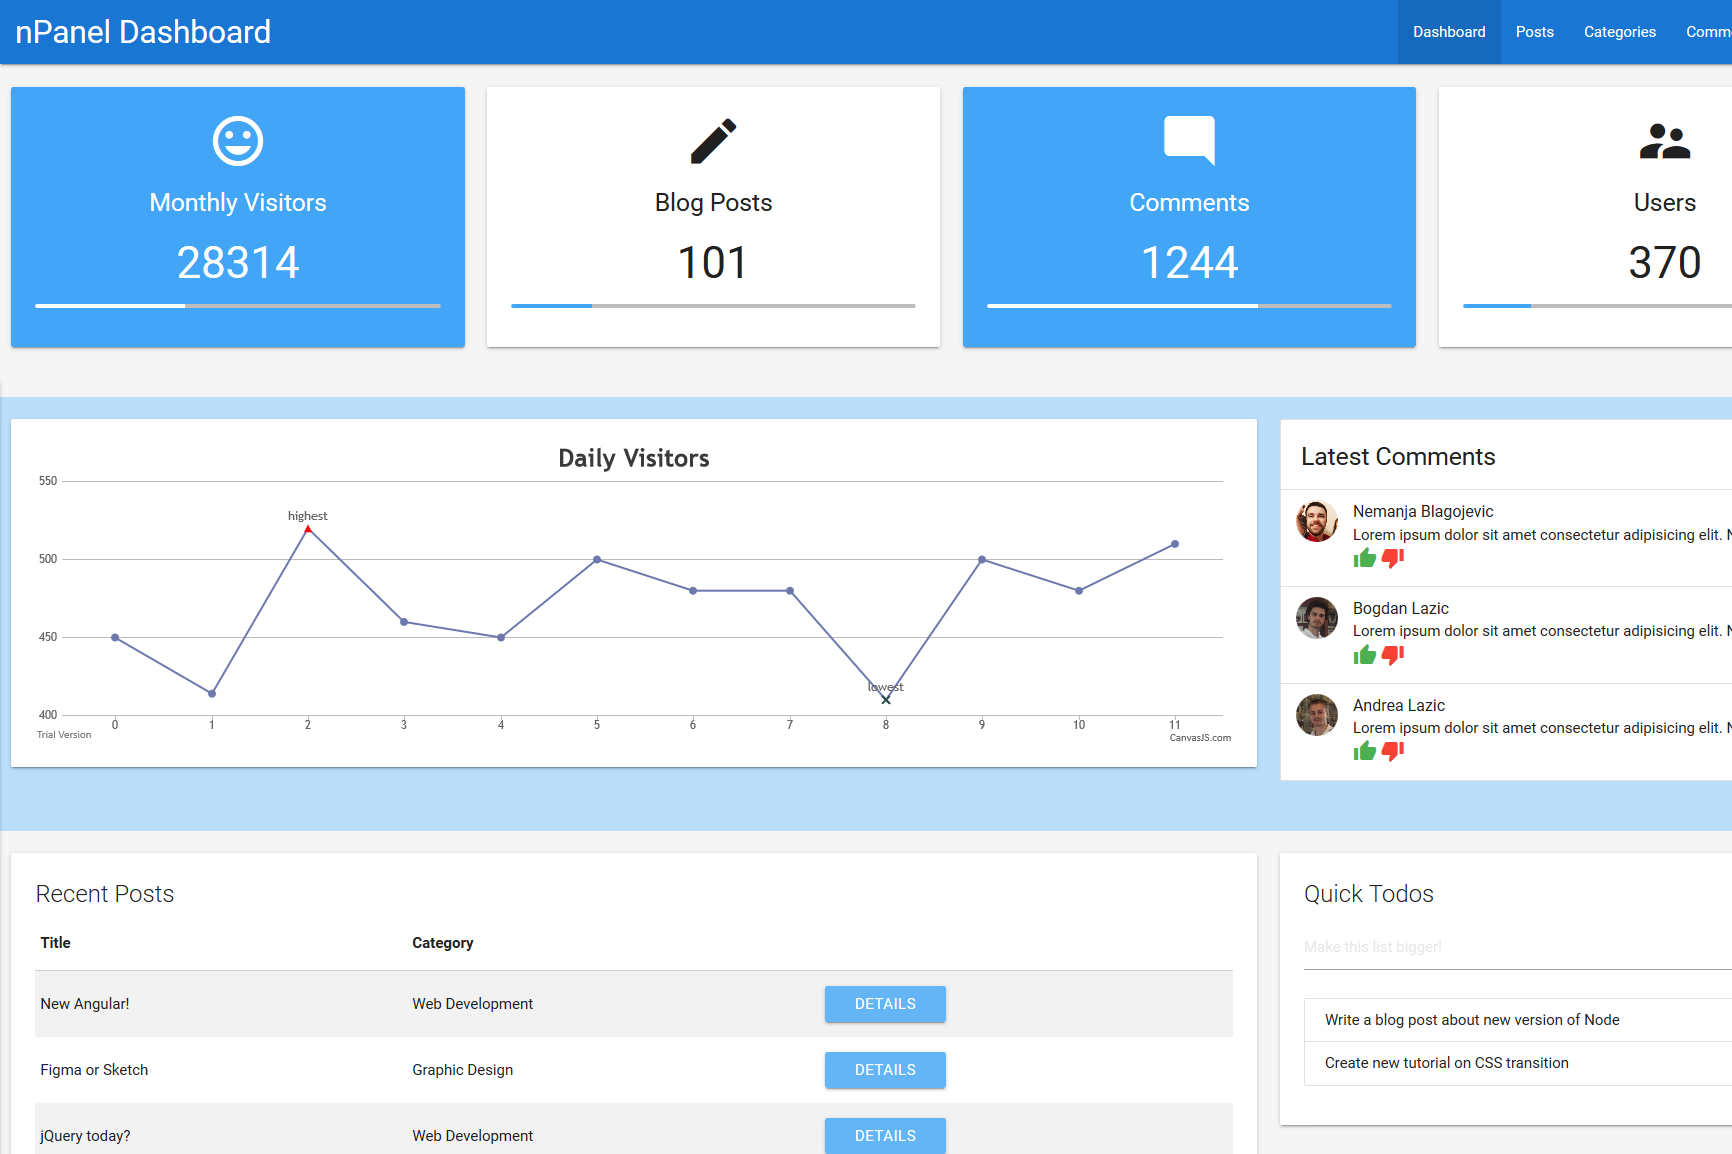 nPanel Dashboard
Dashboard
Posts
Categories
Comm
Monthly Visitors
28314
Blog Posts
101
Comments
1244
Users
370
Daily Visitors
550
500
450
400
highest
lowest
0 1 2 3 4 5 6 7 8 9 10 11
Trial Version
CanvasJS.com
Latest Comments
Nemanja Blagojevic
Lorem ipsum dolor sit amet consectetur adipisicing elit. N
Bogdan Lazic
Lorem ipsum dolor sit amet consectetur adipisicing elit. N
Andrea Lazic
Lorem ipsum dolor sit amet consectetur adipisicing elit. N
Recent Posts
Title Category
New Angular! Web Development DETAILS
Figma or Sketch Graphic Design DETAILS
jQuery today? Web Development DETAILS
Quick Todos
Make this list bigger!
Write a blog post about new version of Node
Create new tutorial on CSS transition